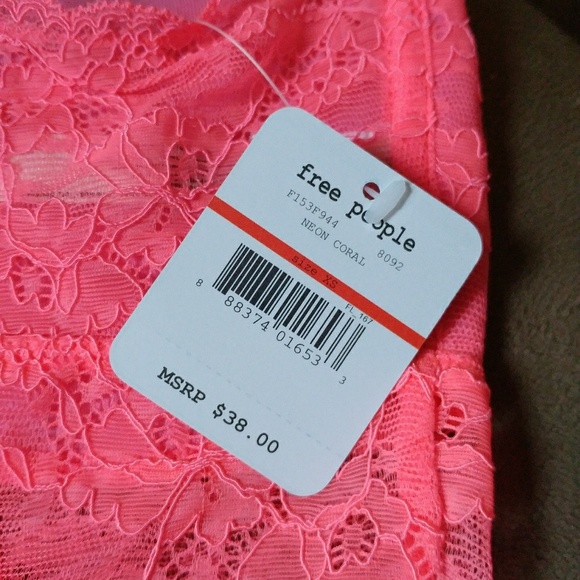 free people
F153F944 8092
NEON CORAL
size XS
FL 167
8 88374 01653 3
MSRP $38.00